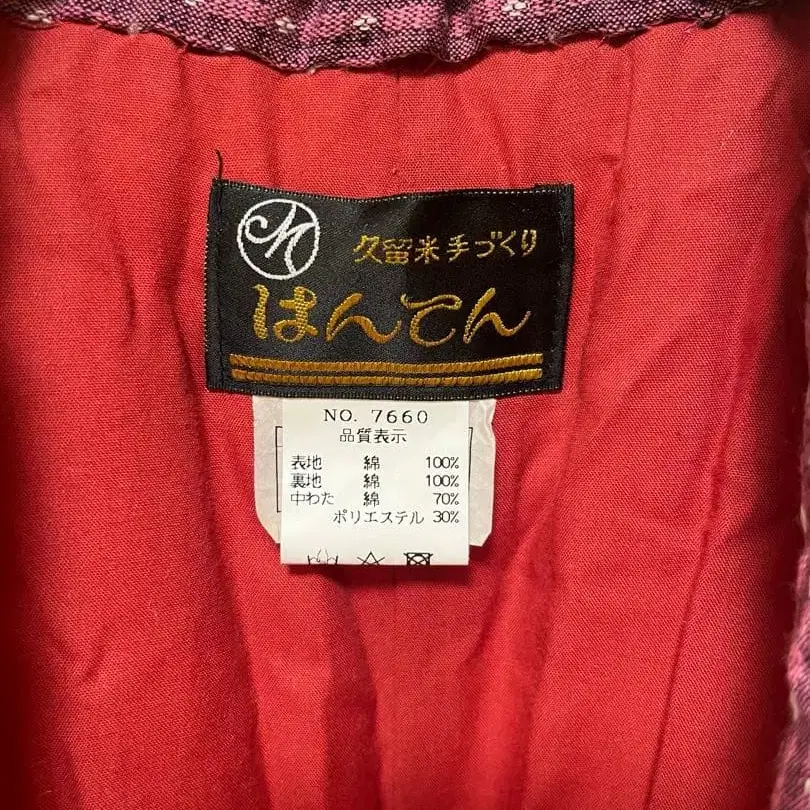 久留米手づくり
はんてん
NO. 7660
品質表示
表地 綿 100%
裏地 綿 100%
中わた 綿 70%
ポリエステル 30%